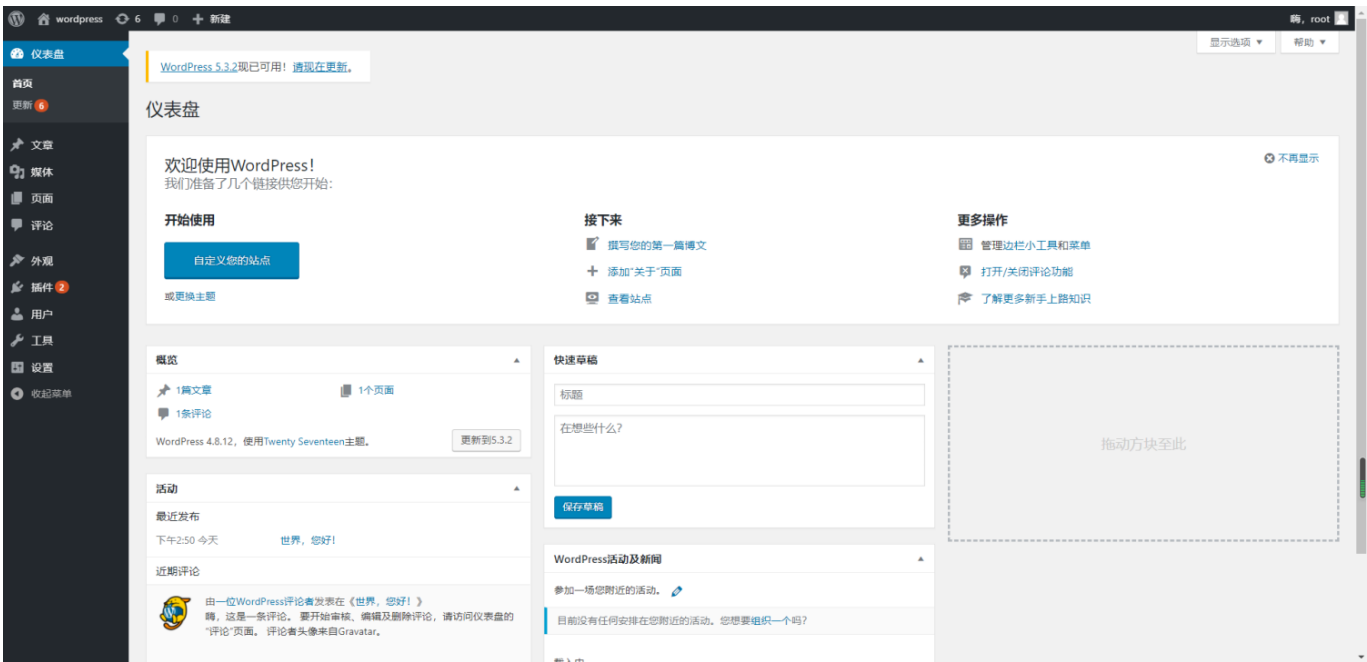 wordpress 6 0 新建
嗨，root
仪表盘
首页
更新 6
文章
媒体
页面
评论
外观
插件 2
用户
工具
设置
收起菜单
显示选项
帮助
WordPress 5.3.2现已可用！请现在更新。
仪表盘
欢迎使用WordPress！
我们准备了几个链接供您开始：
不再显示
开始使用
自定义您的站点
或更换主题
接下来
撰写您的第一篇博文
添加“关于”页面
查看站点
更多操作
管理边栏小工具和菜单
打开/关闭评论功能
了解更多新手上路知识
概览
1篇文章
1个页面
1条评论
WordPress 4.8.12，使用Twenty Seventeen主题。
更新到5.3.2
活动
最近发布
下午2:50 今天
世界，您好！
近期评论
由一位WordPress评论者发表在《世界，您好！》
嗨，这是一条评论。 要开始审核、编辑及删除评论，请访问仪表盘的
“评论”页面。 评论者头像来自Gravatar。
快速草稿
标题
在想些什么？
保存草稿
WordPress活动及新闻
参加一场您附近的活动。
目前没有任何安排在您附近的活动。您想要组织一个吗？
拖动方块至此